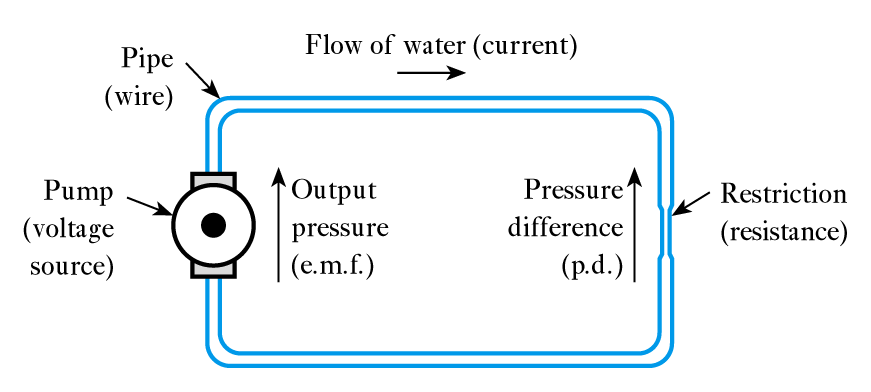 Flow of water (current)
Pipe
(wire)
Pump
(voltage
source)
Output
pressure
(e.m.f.)
Pressure
difference
(p.d.)
Restriction
(resistance)